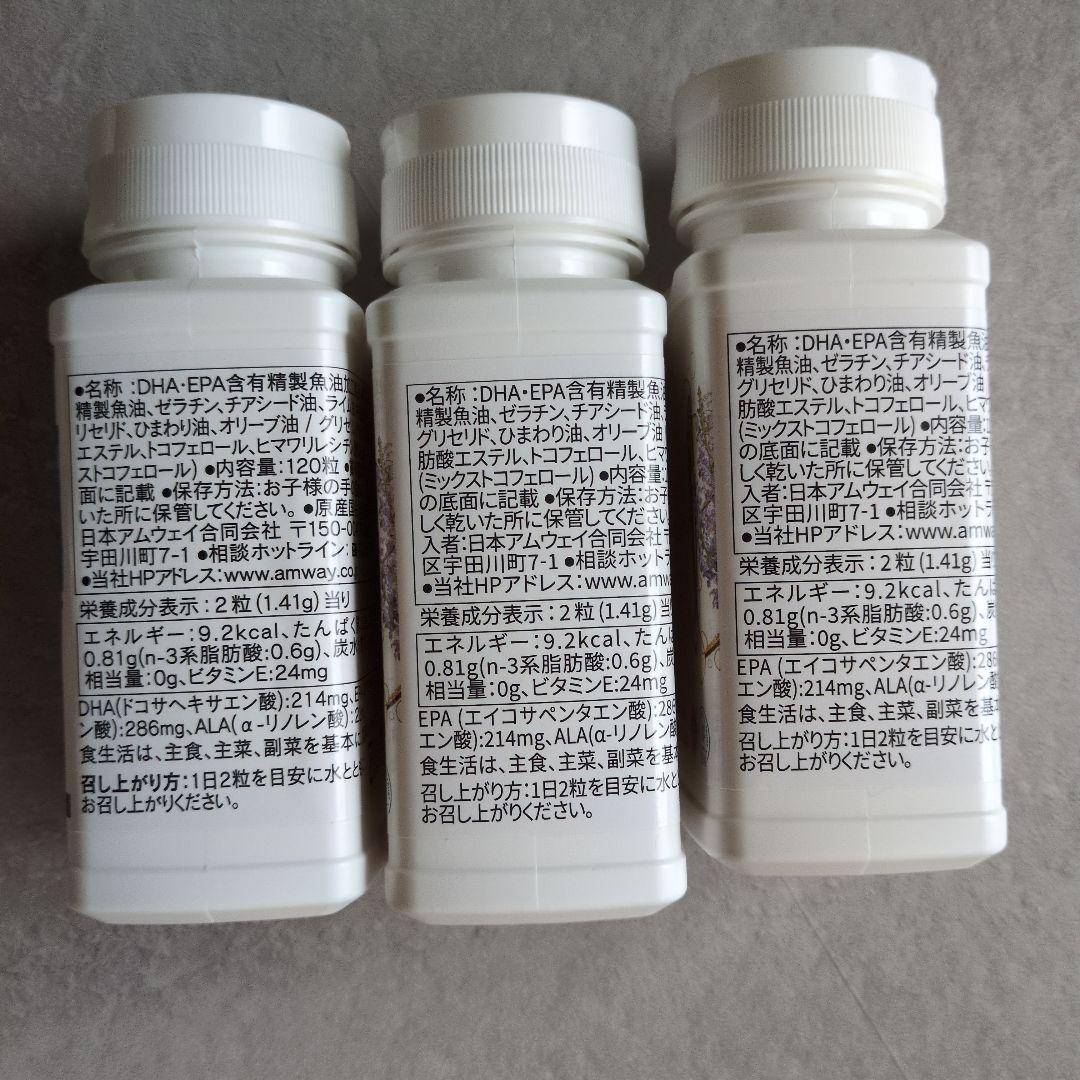 ●名称:DHA・EPA含有精製魚油加工
精製魚油、ゼラチン、チアシード油、ライム
リセリド、ひまわり油、オリーブ油 / グリセ
エステル、トコフェロール、ヒマワリルシチ
ストコフェロール) ●内容量:120粒 ●
面に記載 ●保存方法:お子様の手
いた所に保管してください。 ●原産国
日本アムウェイ合同会社 〒150-0
宇田川町7-1 ●相談ホットライン:
●当社HPアドレス:www.amway.co
栄養成分表示:2粒(1.41g)当り
エネルギー:9.2kcal、たんぱく
0.81g(n-3系脂肪酸:0.6g)、炭水
相当量:0g、ビタミンE:24mg
DHA(ドコサヘキサエン酸):214mg、E
ン酸):286mg、ALA(α-リノレン酸):2
食生活は、主食、主菜、副菜を基本に
召し上がり方:1日2粒を目安に水とと
お召し上がりください。
●名称:DHA・EPA含有精製魚油
精製魚油、ゼラチン、チアシード油、
グリセリド、ひまわり油、オリーブ油
肪酸エステル、トコフェロール、ヒマ
(ミックストコフェロール) ●内容量:
の底面に記載 ●保存方法:お子
しく乾いた所に保管してください
入者:日本アムウェイ合同会社 〒
区宇田川町7-1 ●相談ホットラ
●当社HPアドレス:www.amw
栄養成分表示:2粒(1.41g)当
エネルギー:9.2kcal、たんぱ
0.81g(n-3系脂肪酸:0.6g)、炭
相当量:0g、ビタミンE:24mg
EPA (エイコサペンタエン酸):286
エン酸):214mg、ALA(α-リノレン
食生活は、主食、主菜、副菜を基
召し上がり方:1日2粒を目安に水と
お召し上がりください。
●名称:DHA・EPA含有精製魚油
精製魚油、ゼラチン、チアシード油、
グリセリド、ひまわり油、オリーブ油
肪酸エステル、トコフェロール、ヒマ
(ミックストコフェロール) ●内容量:
の底面に記載 ●保存方法:お子
しく乾いた所に保管してください
入者:日本アムウェイ合同会社 〒
区宇田川町7-1 ●相談ホットラ
●当社HPアドレス:www.amw
栄養成分表示:2粒(1.41g)当
エネルギー:9.2kcal、たんぱ
0.81g(n-3系脂肪酸:0.6g)、炭
相当量:0g、ビタミンE:24mg
EPA (エイコサペンタエン酸):286
エン酸):214mg、ALA(α-リノレン酸
食生活は、主食、主菜、副菜を基本
召し上がり方:1日2粒を目安に水と
お召し上がりください。